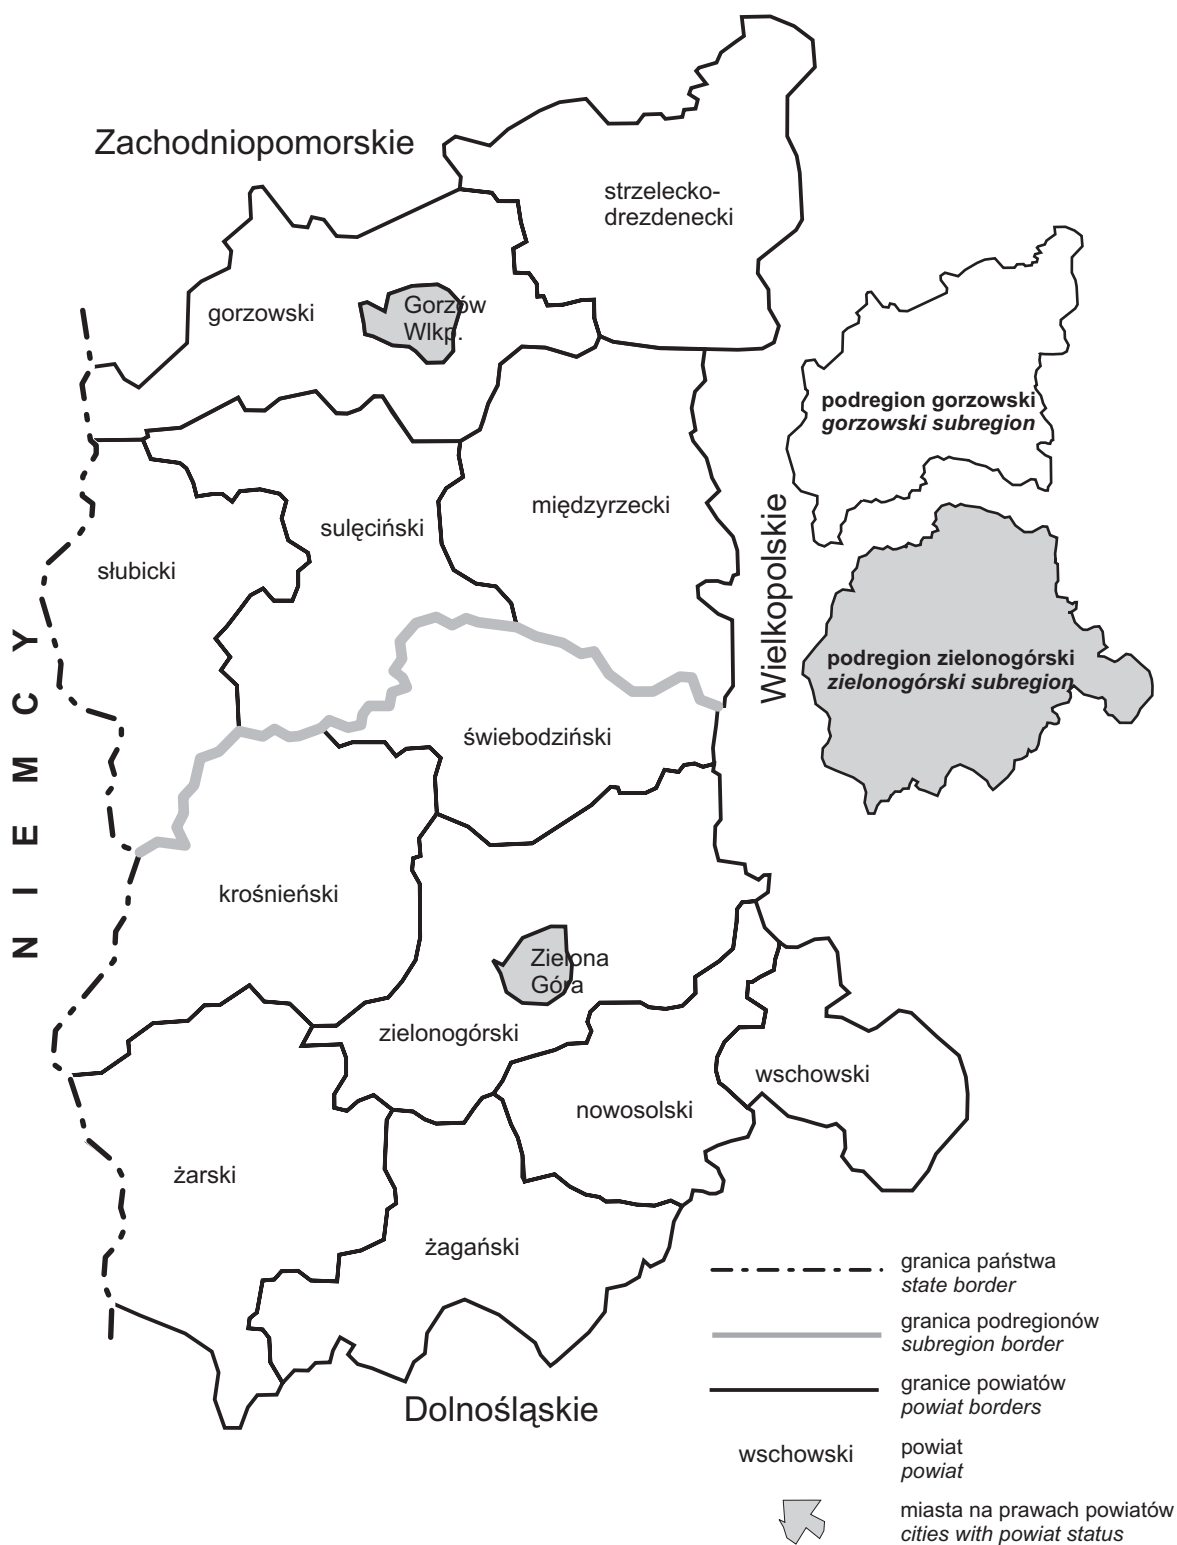 Zachodniopomorskie
strzelecko-
drezdenecki
gorzowski
Gorzów
Wlkp.
podregion gorzowski
gorzowski subregion
międzyrzecki
sulęciński
słubicki
Wielkopolskie
NIEMCY
podregion zielonogórski
zielonogórski subregion
świebodziński
krośnieński
Zielona
Góra
zielonogórski
wschowski
nowosolski
żarski
żagański
Dolnośląskie
granica państwa
state border
granica podregionów
subregion border
granice powiatów
powiat borders
wschowski
powiat
powiat
miasta na prawach powiatów
cities with powiat status